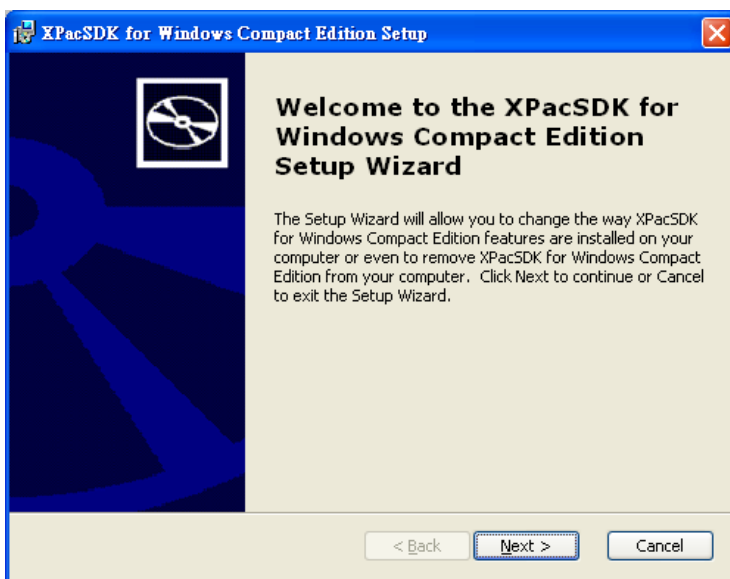 XPacSDK for Windows Compact Edition Setup
Welcome to the XPacSDK for
Windows Compact Edition
Setup Wizard
The Setup Wizard will allow you to change the way XPacSDK
for Windows Compact Edition features are installed on your
computer or even to remove XPacSDK for Windows Compact
Edition from your computer. Click Next to continue or Cancel
to exit the Setup Wizard.
< Back Next > Cancel